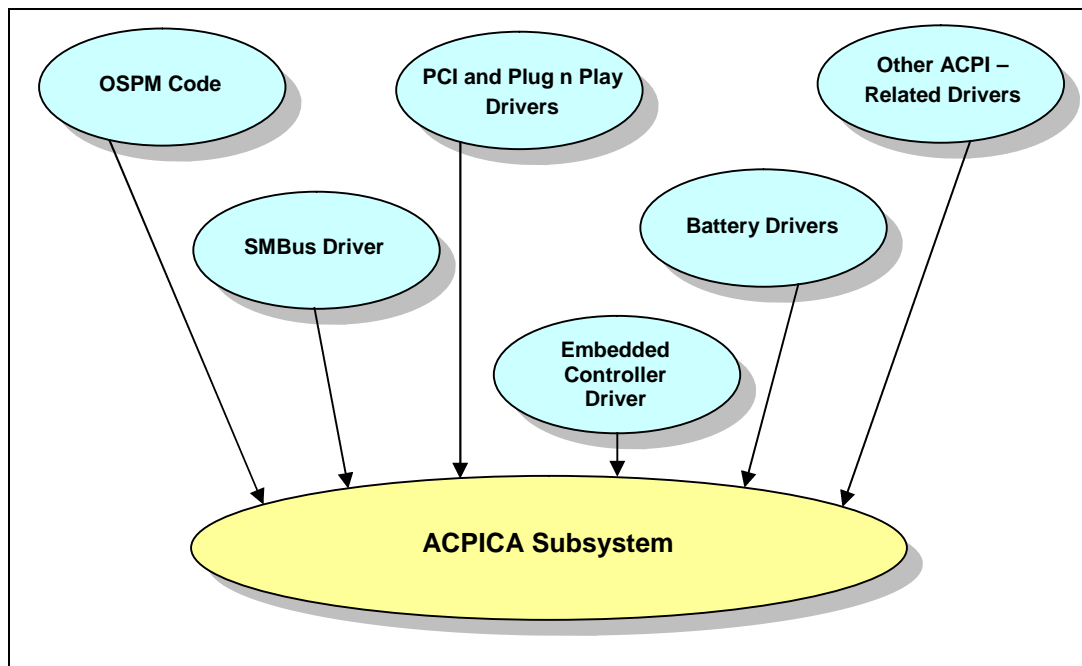 OSPM Code
PCI and Plug n Play
Drivers
Other ACPI –
Related Drivers
SMBus Driver
Battery Drivers
Embedded
Controller
Driver
ACPICA Subsystem